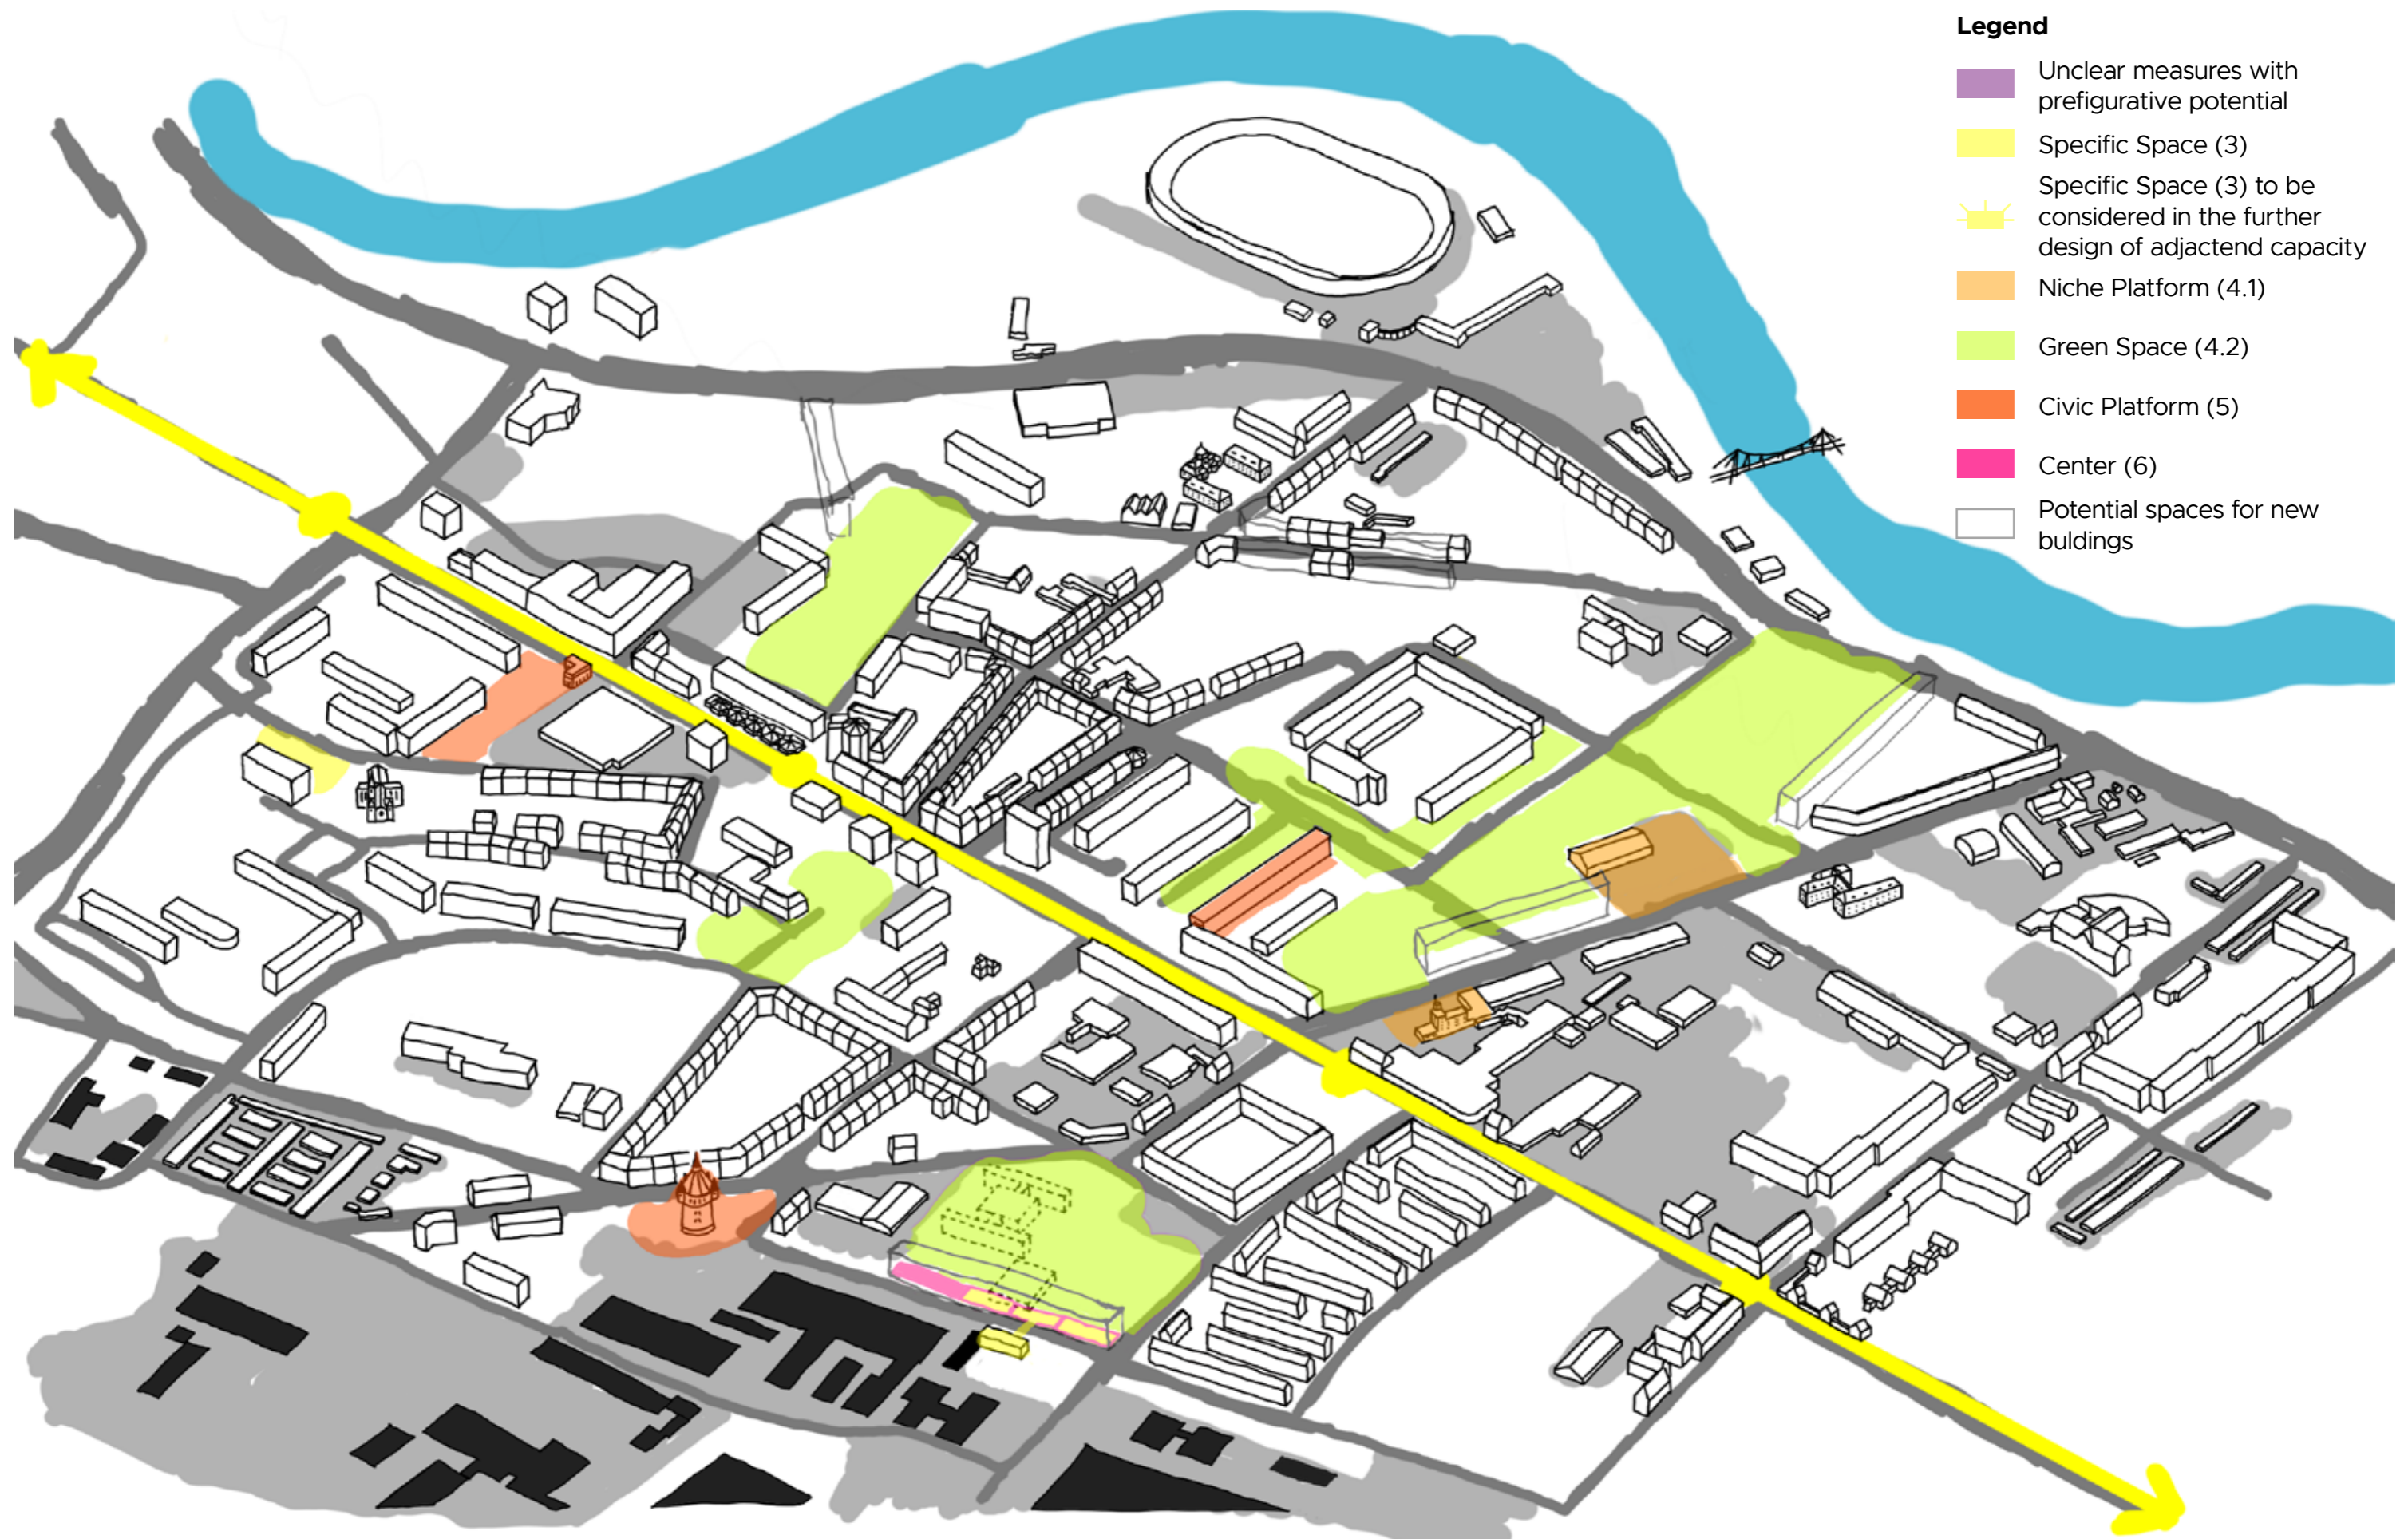 Legend
Unclear measures with
prefigurative potential
Specific Space (3)
Specific Space (3) to be
considered in the further
design of adjactend capacity
Niche Platform (4.1)
Green Space (4.2)
Civic Platform (5)
Center (6)
Potential spaces for new
buldings